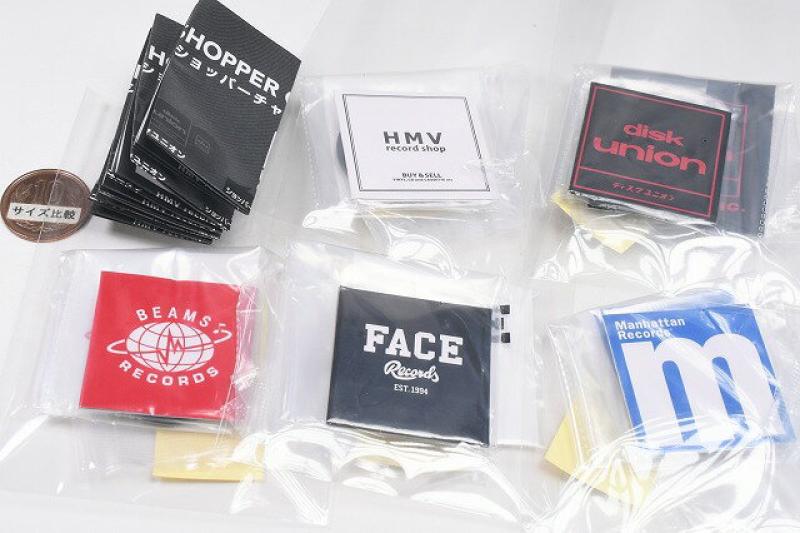 SHOPPER
ショッパーチャ
ユニオン
サイズ比較
HMV
record shop
BUY & SELL
disk
union
ディスクユニオン
BEAMS
RECORDS
FACE
Records
EST.1994
Manhattan
Records
m